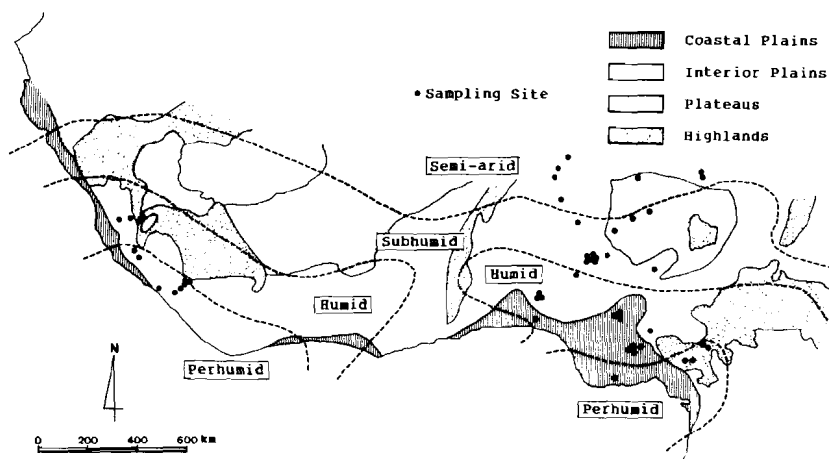 Coastal Plains
Interior Plains
Plateaus
Highlands
Sampling Site
Semi-arid
Subhumid
Humid
Humid
Perhumid
Perhumid
N
0 200 400 600 km